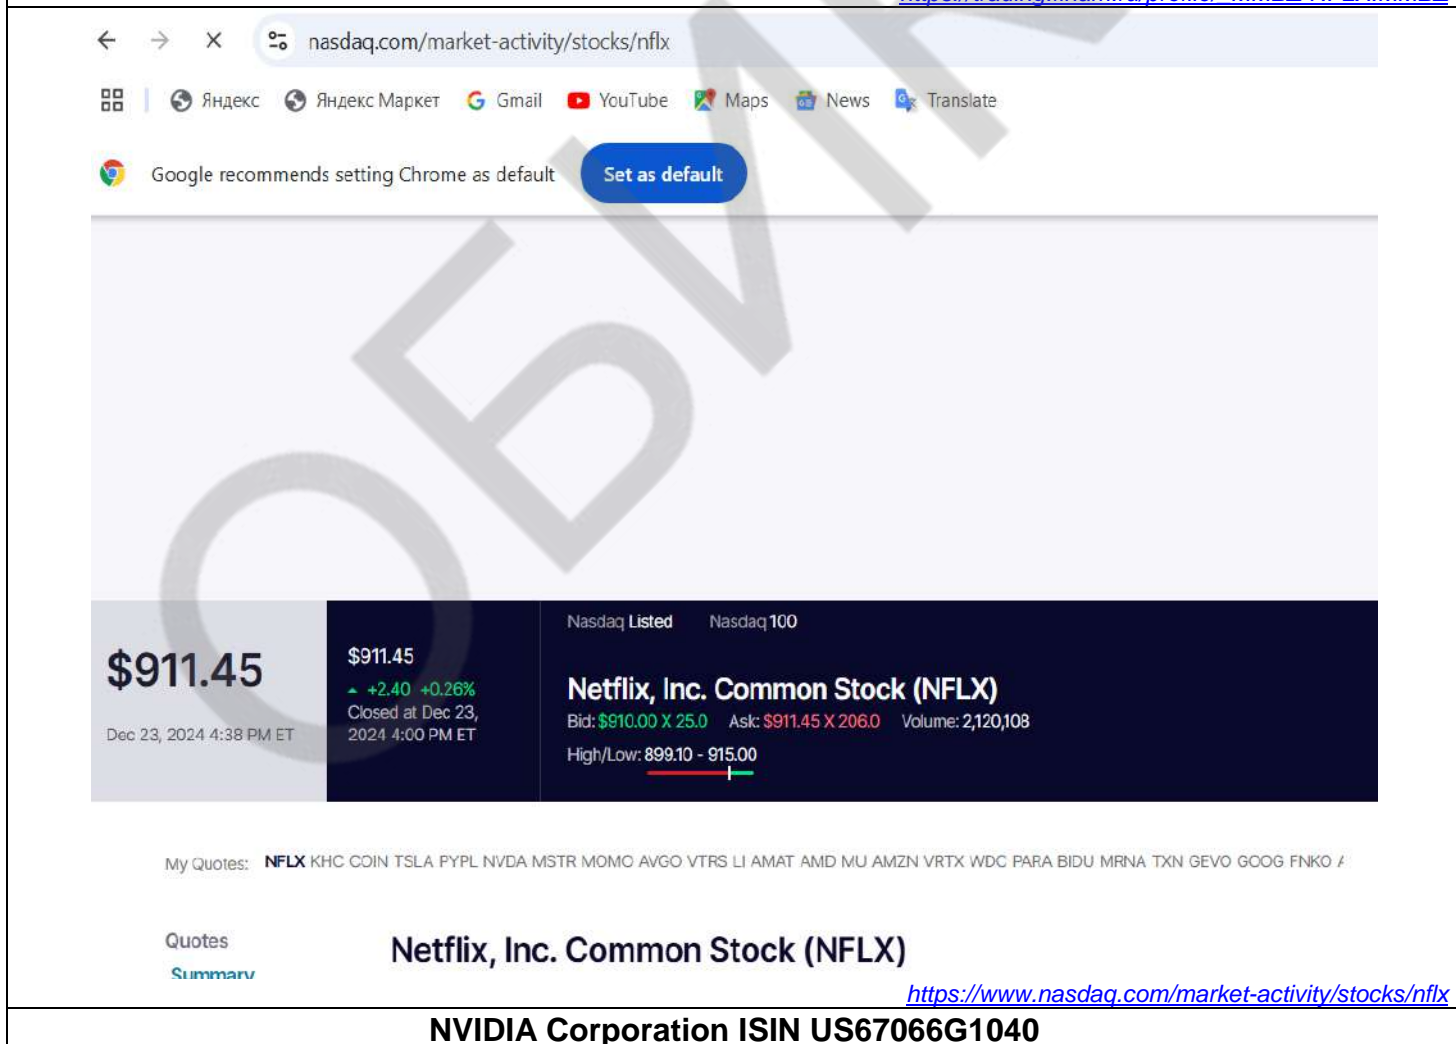 nasdaq.com/market-activity/stocks/nflx
Яндекс Яндекс Маркет Gmail YouTube Maps News Translate
Google recommends setting Chrome as default Set as default
$911.45
Dec 23, 2024 4:38 PM ET
$911.45
+2.40 +0.26%
Closed at Dec 23,
2024 4:00 PM ET
Nasdaq Listed Nasdaq 100
Netflix, Inc. Common Stock (NFLX)
Bid: $910.00 X 25.0 Ask: $911.45 X 206.0 Volume: 2,120,108
High/Low: 899.10 - 915.00
My Quotes: NFLX KHC COIN TSLA PYPL NVDA MSTR MOMO AVGO VTRS LI AMAT AMD MU AMZN VRTX WDC PARA BIDU MRNA TXN GEVO GOOG FNKO
Quotes
Summary
Netflix, Inc. Common Stock (NFLX)
https://www.nasdaq.com/market-activity/stocks/nflx
NVIDIA Corporation ISIN US67066G1040